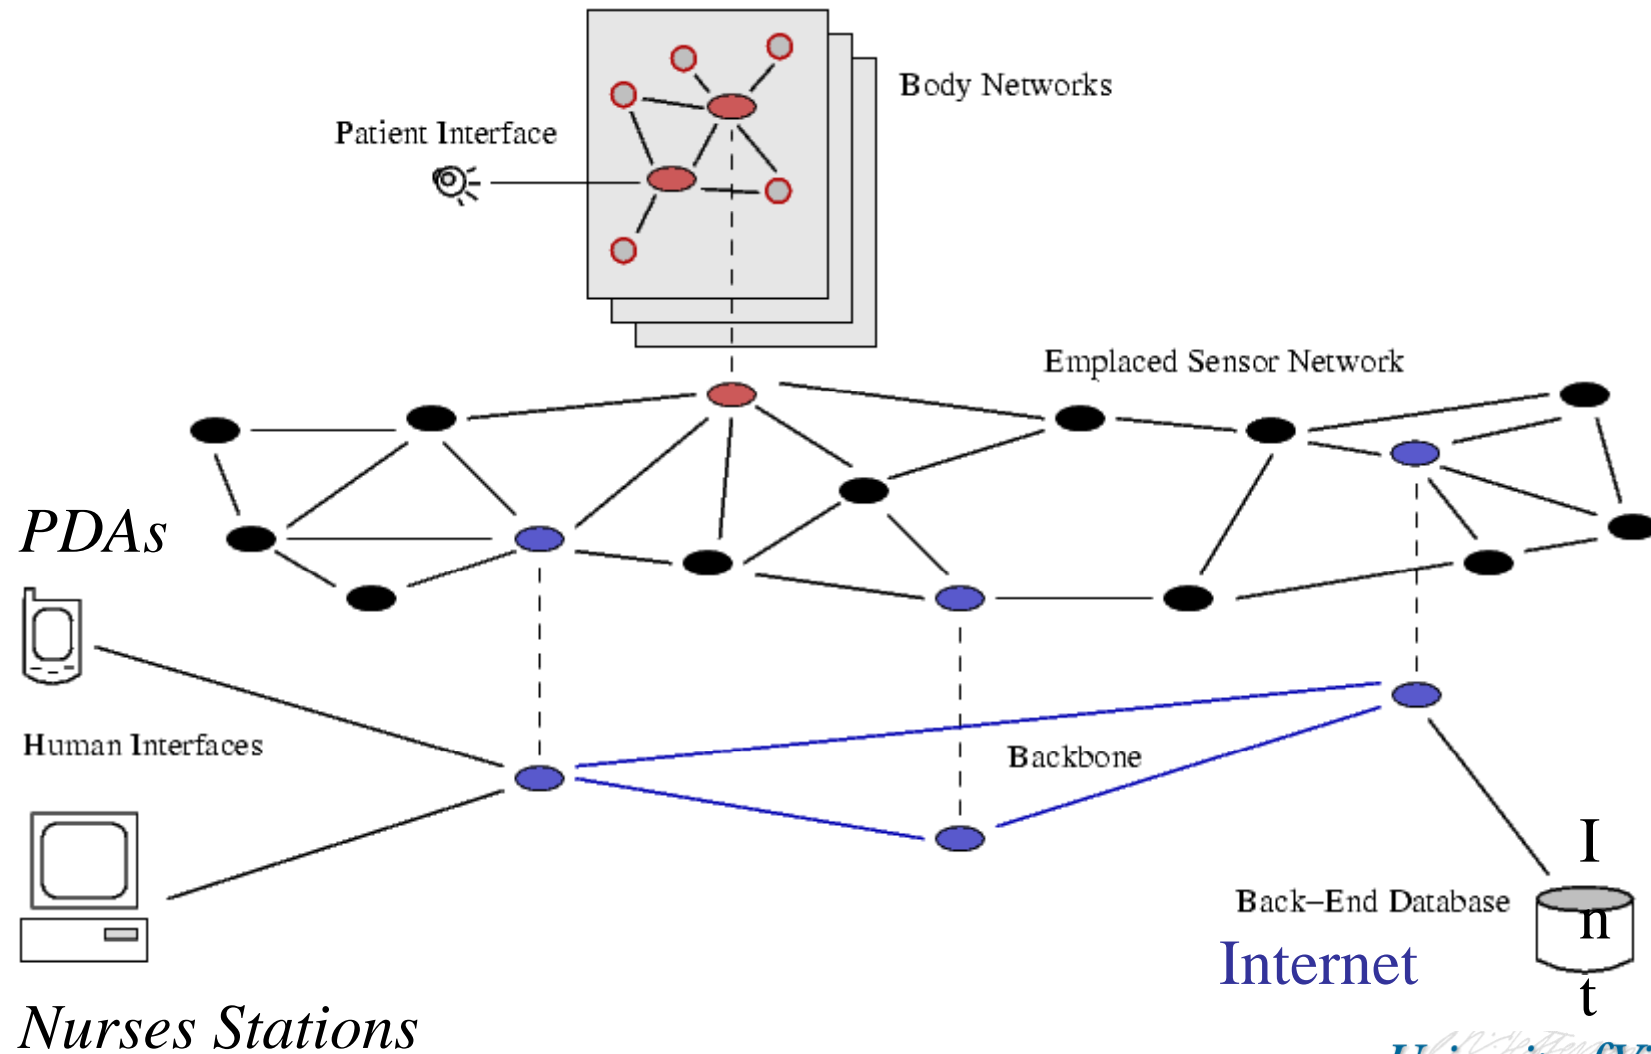 Body Networks
Patient Interface
Emplaced Sensor Network
PDAs
Human Interfaces
Backbone
I
Back–End Database
n
Internet
t
Nurses Stations